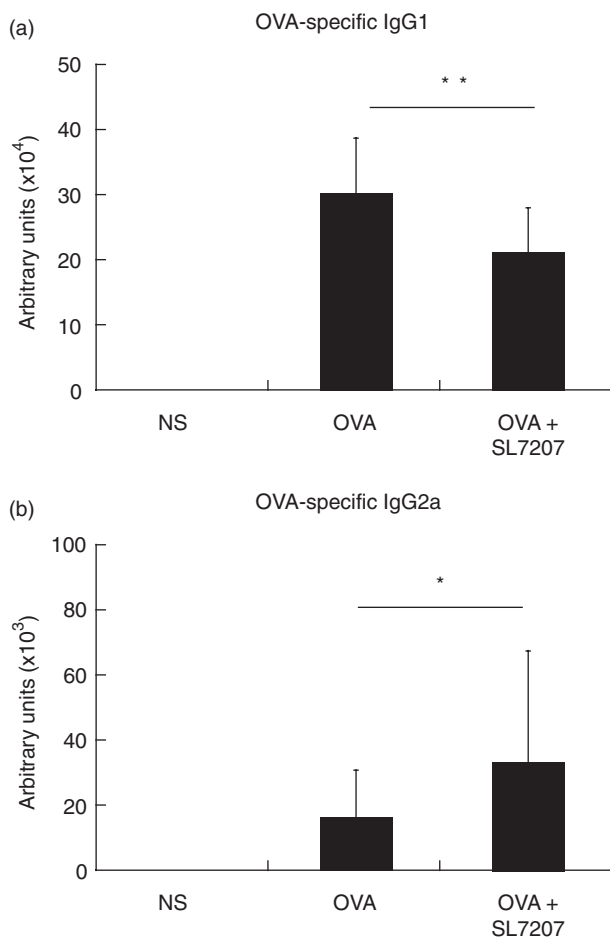 (a)
OVA-specific IgG1
50
40
30
20
10
0
Arbitrary units (x10⁴)
* *
NS
OVA
OVA +
SL7207
(b)
OVA-specific IgG2a
100
80
60
40
20
0
Arbitrary units (x10³)
*
NS
OVA
OVA +
SL7207